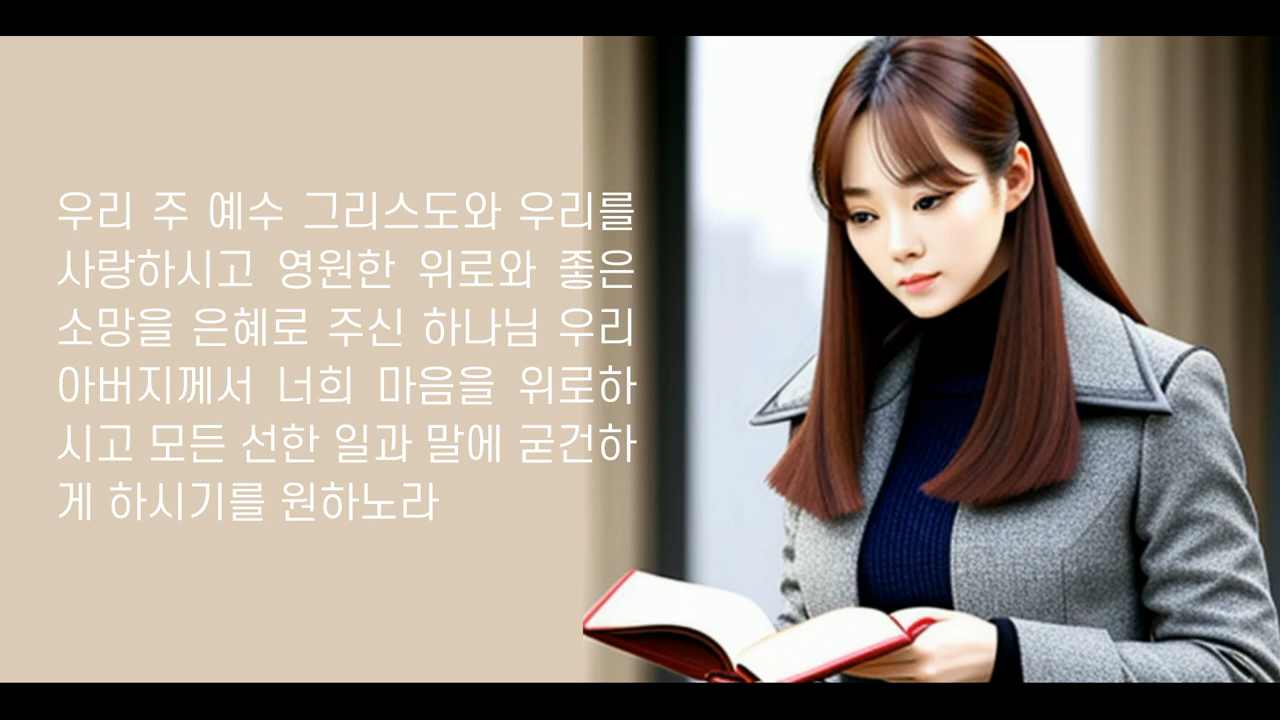 우리 주 예수 그리스도와 우리를
사랑하시고 영원한 위로와 좋은
소망을 은혜로 주신 하나님 우리
아버지께서 너희 마음을 위로하
시고 모든 선한 일과 말에 굳건하
게 하시기를 원하노라